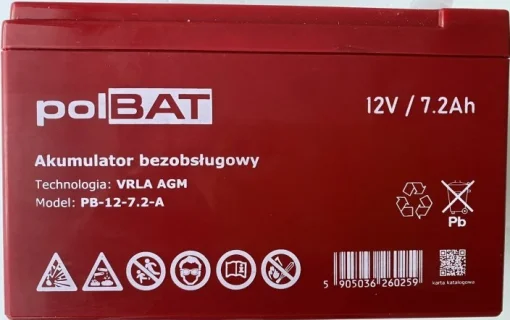 polBAT
12V / 7.2Ah
Akumulator bezobsługowy
Technologia: VRLA AGM
Model: PB-12-7.2-A
Pb
5 905036 260259
karta katalogowa